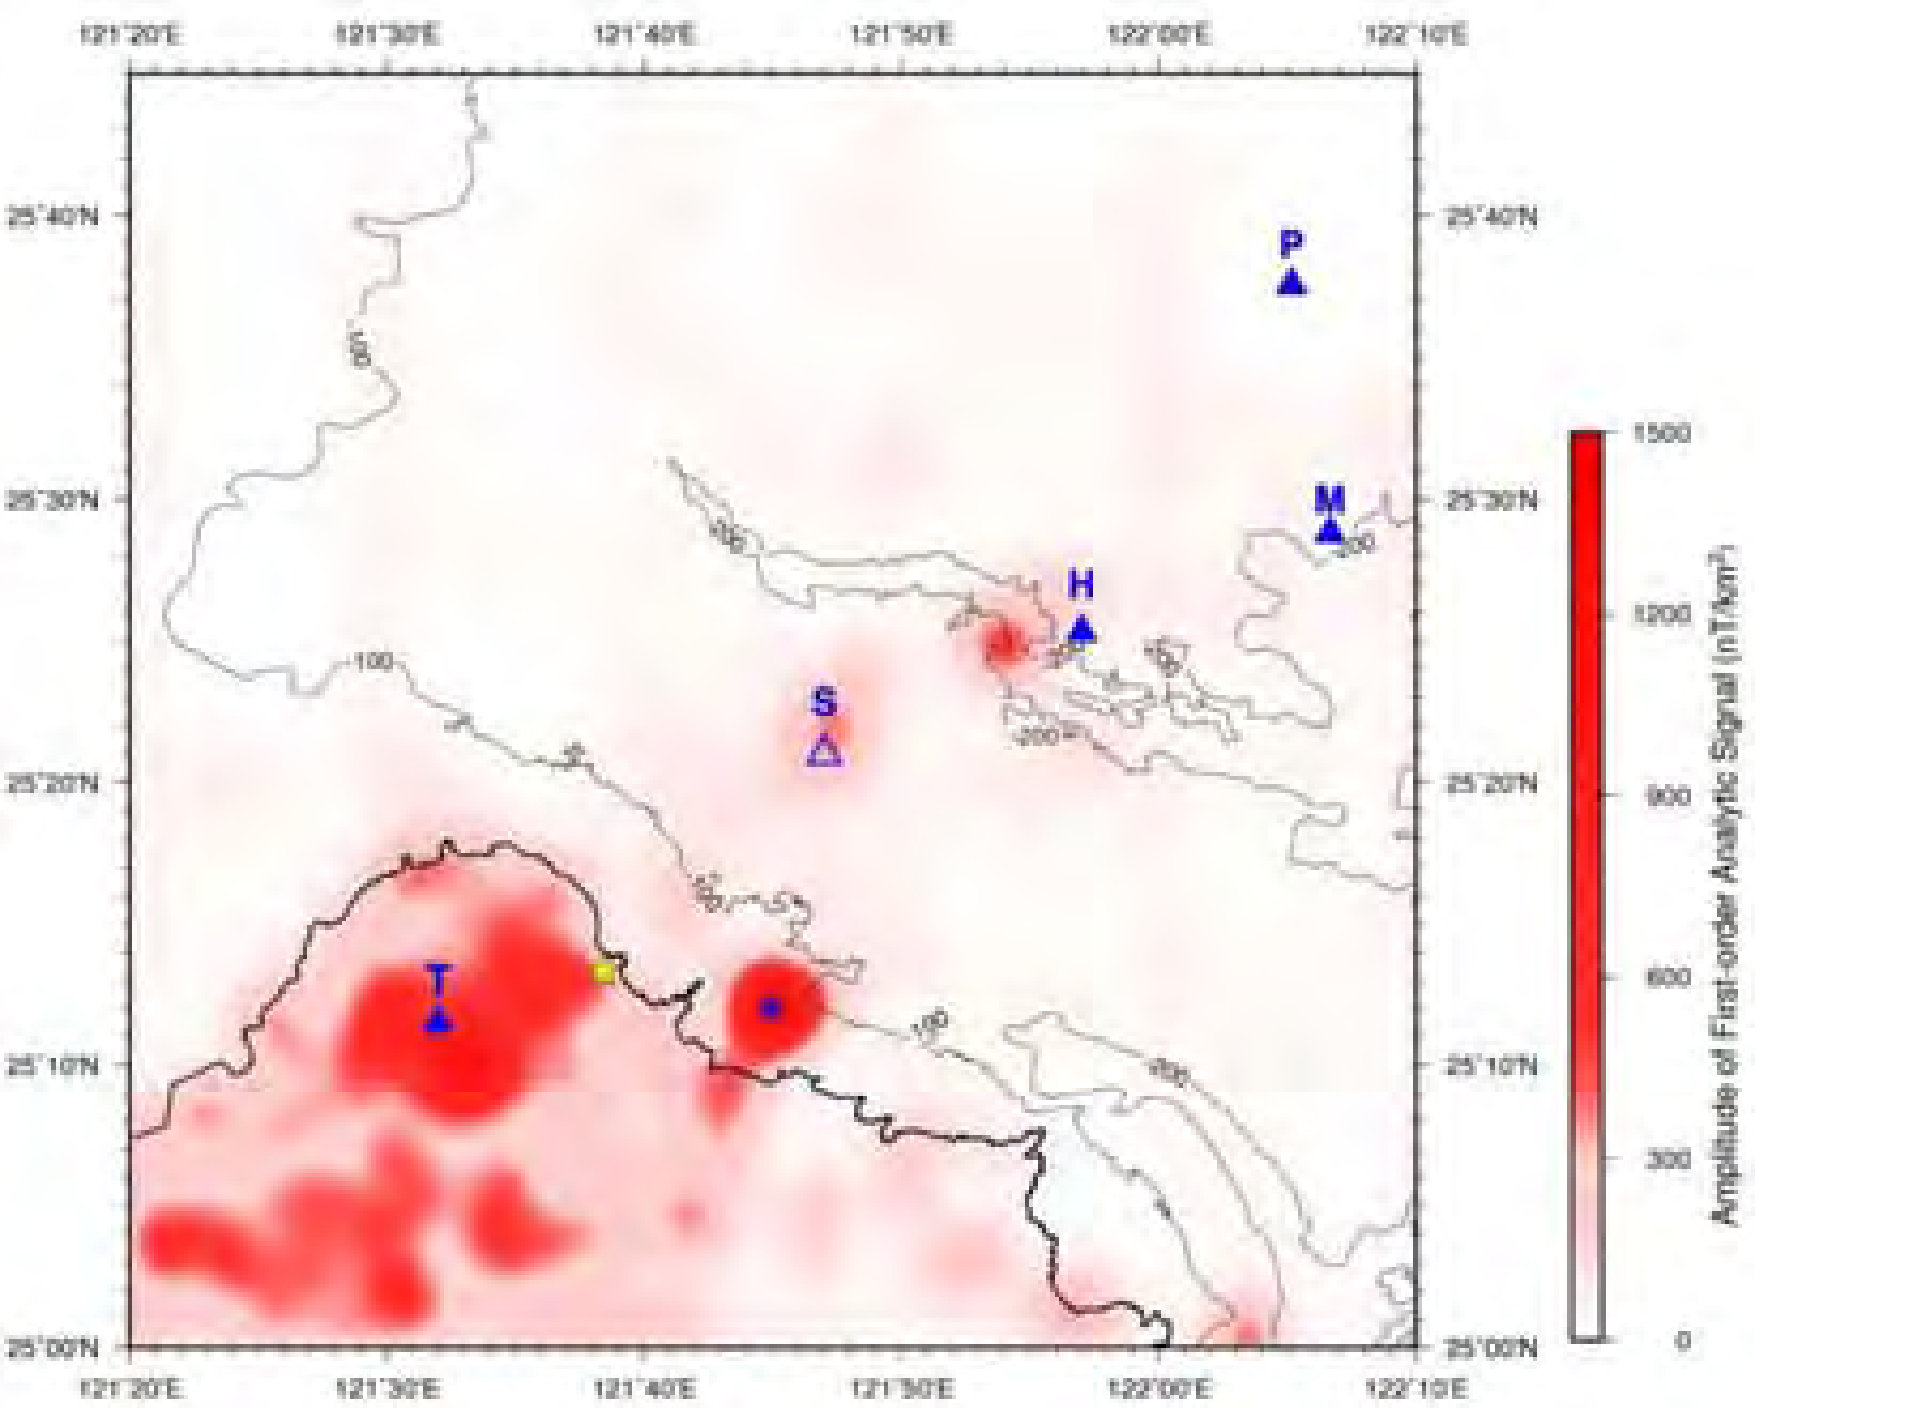 121°20'E 121°30'E 121°40'E 121°50'E 122°00'E 122°10'E
25°40'N 25°40'N
P
25°30'N M 25°30'N
-200
-200
H
-100
S
-200
25°20'N 25°20'N
T
-200
25°10'N 25°10'N
25°00'N 25°00'N
121°20'E 121°30'E 121°40'E 121°50'E 122°00'E 122°10'E
1500
1200
900
600
300
0
Amplitude of First-order Analytic Signal (nT/km²)